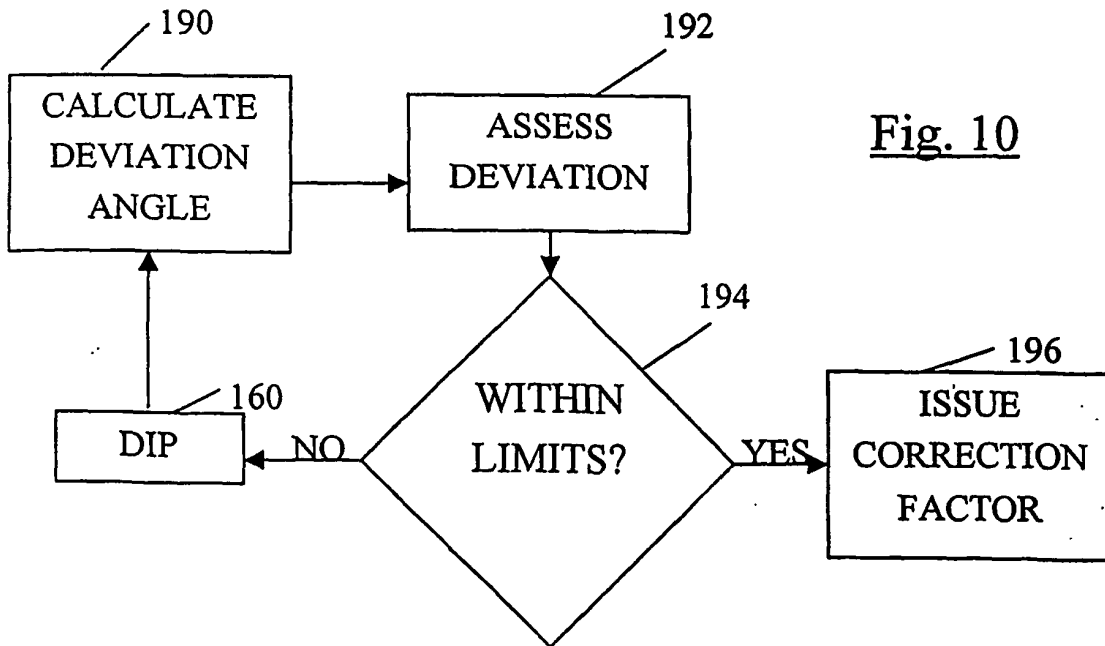 190
CALCULATE
DEVIATION
ANGLE
192
ASSESS
DEVIATION
Fig. 10
194
WITHIN
LIMITS?
160
DIP
NO
YES
196
ISSUE
CORRECTION
FACTOR